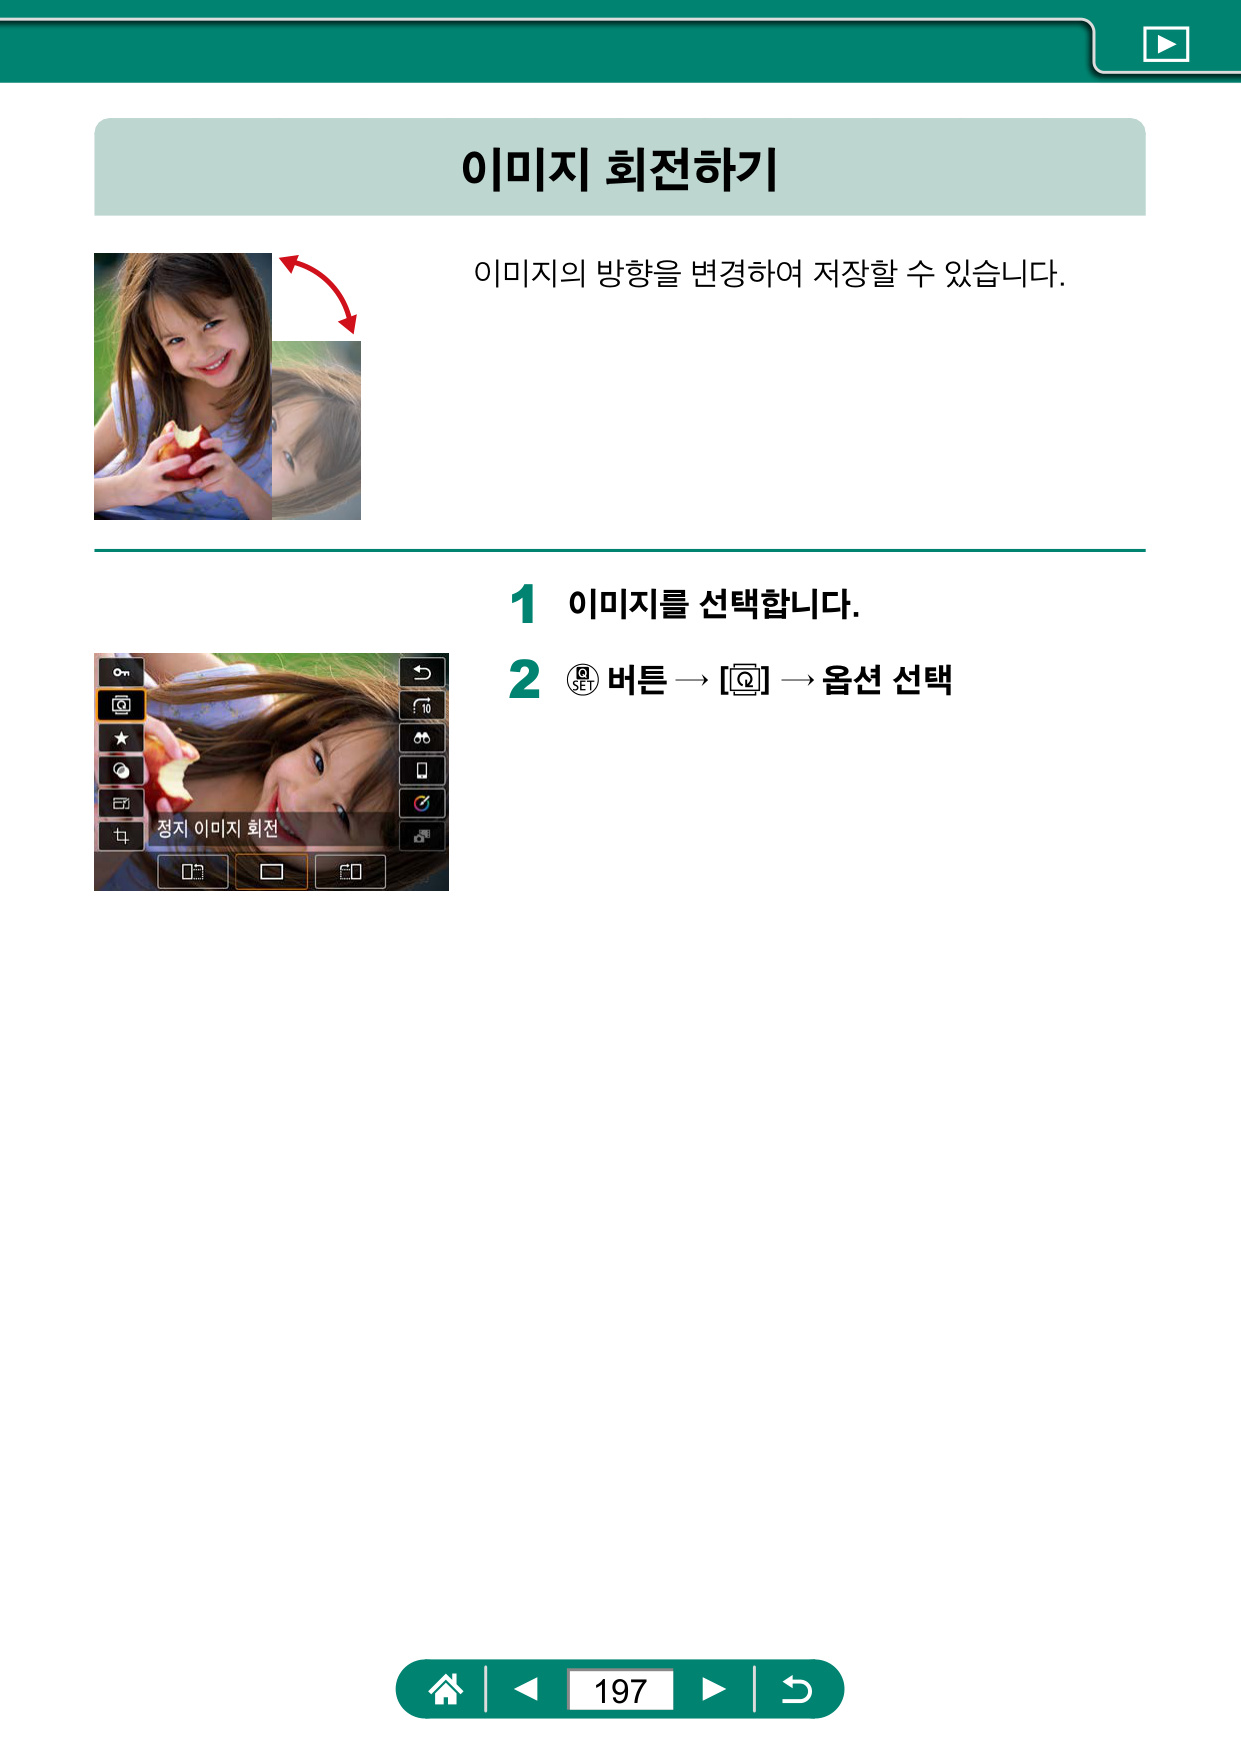 이미지 회전하기
이미지의 방향을 변경하여 저장할 수 있습니다.
1 이미지를 선택합니다.
2 Q SET 버튼 → [ ] → 옵션 선택
10
정지 이미지 회전
197